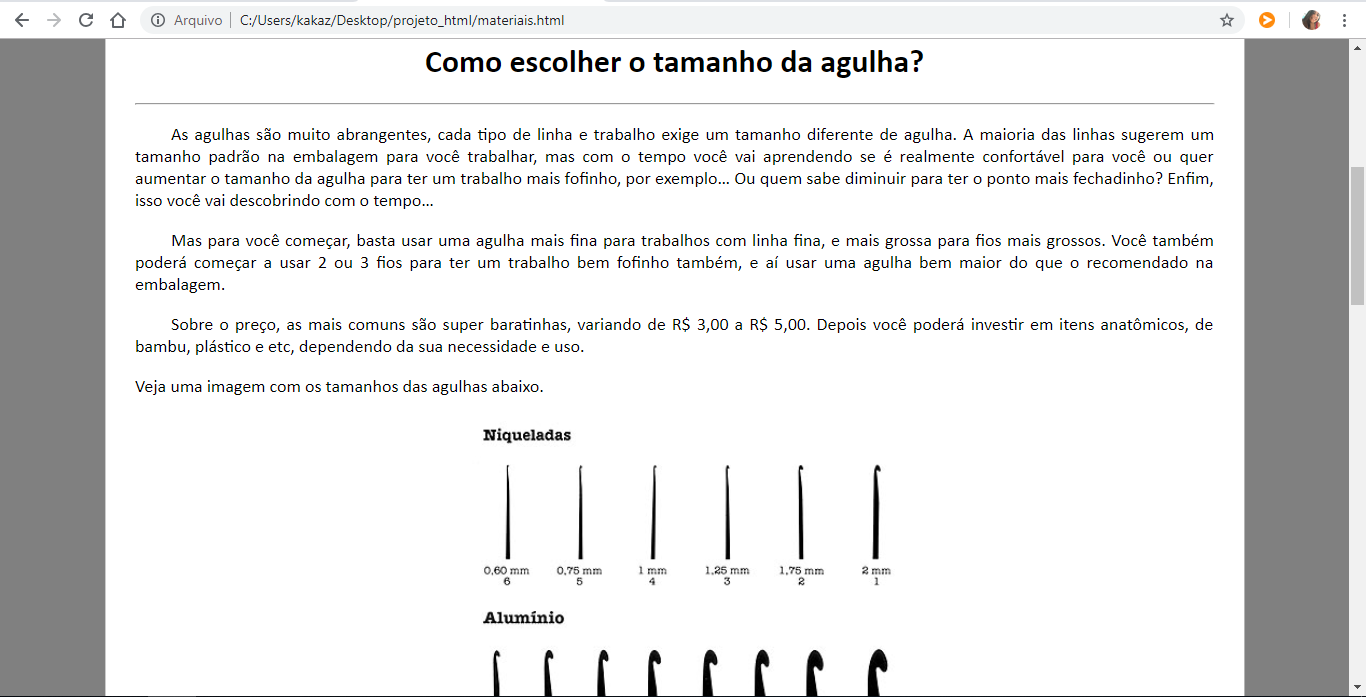 Arquivo | C:/Users/kakaz/Desktop/projeto_html/materiais.html
Como escolher o tamanho da agulha?
As agulhas são muito abrangentes, cada tipo de linha e trabalho exige um tamanho diferente de agulha. A maioria das linhas sugerem um
tamanho padrão na embalagem para você trabalhar, mas com o tempo você vai aprendendo se é realmente confortável para você ou quer
aumentar o tamanho da agulha para ter um trabalho mais fofinho, por exemplo... Ou quem sabe diminuir para ter o ponto mais fechadinho? Enfim,
isso você vai descobrindo com o tempo...
Mas para você começar, basta usar uma agulha mais fina para trabalhos com linha fina, e mais grossa para fios mais grossos. Você também
poderá começar a usar 2 ou 3 fios para ter um trabalho bem fofinho também, e aí usar uma agulha bem maior do que o recomendado na
embalagem.
Sobre o preço, as mais comuns são super baratinhas, variando de R$ 3,00 a R$ 5,00. Depois você poderá investir em itens anatômicos, de
bambu, plástico e etc, dependendo da sua necessidade e uso.
Veja uma imagem com os tamanhos das agulhas abaixo.
Niqueladas
0,60 mm 0,75 mm 1 mm 1,25 mm 1,75 mm 2 mm
6 5 4 3 2 1
Alumínio